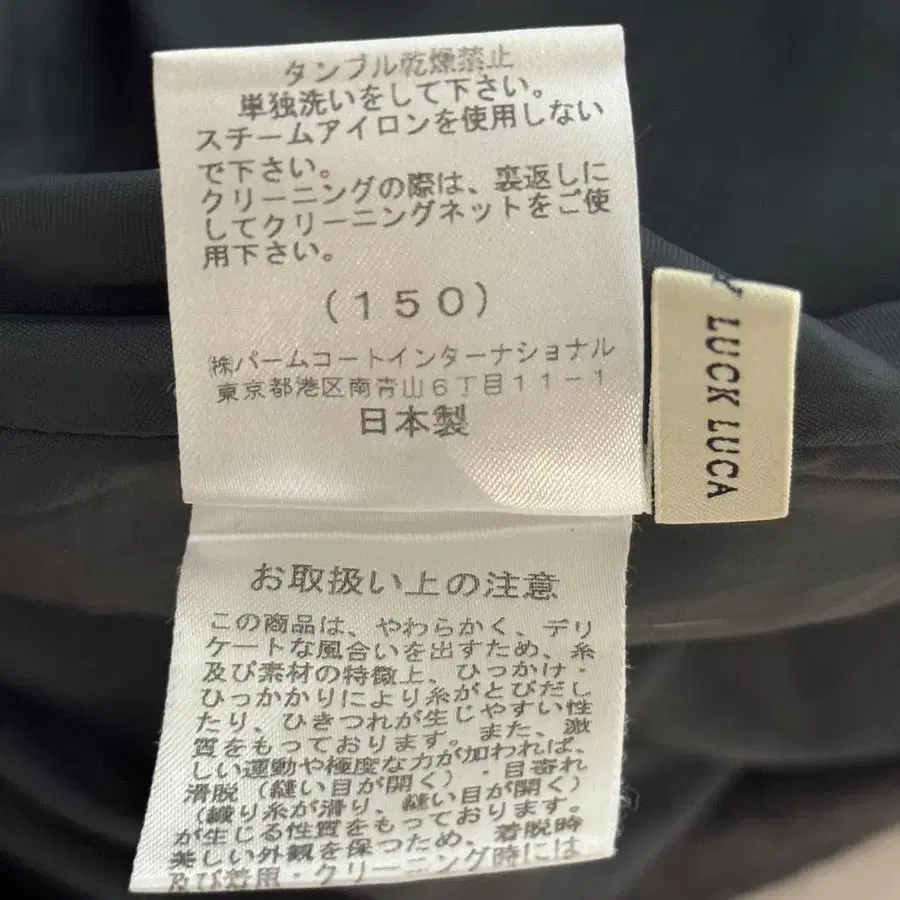 タンブル乾燥禁止
単独洗いをして下さい。
スチームアイロンを使用しない
で下さい。
クリーニングの際は、裏返しに
してクリーニングネットをご使
用下さい。
(150)
㈱パームコートインターナショナル
東京都港区南青山6丁目11-1
日本製
LUCK LUCA
お取扱い上の注意
この商品は、やわらかく、デリ
ケートな風合いを出すため、糸
及び素材の特徴上、ひっかけ・
ひっかかりにより糸がとびだし
たり、ひきつれが生じやすい性
質をもっております。また、激
しい運動や極度な力が加われば、
滑脱(縫い目が開く)・目寄れ
(織り糸が滑り、縫い目が開く)
が生じる性質をもっております。
美しい外観を保つため、着脱時
及び着用・クリーニング時には